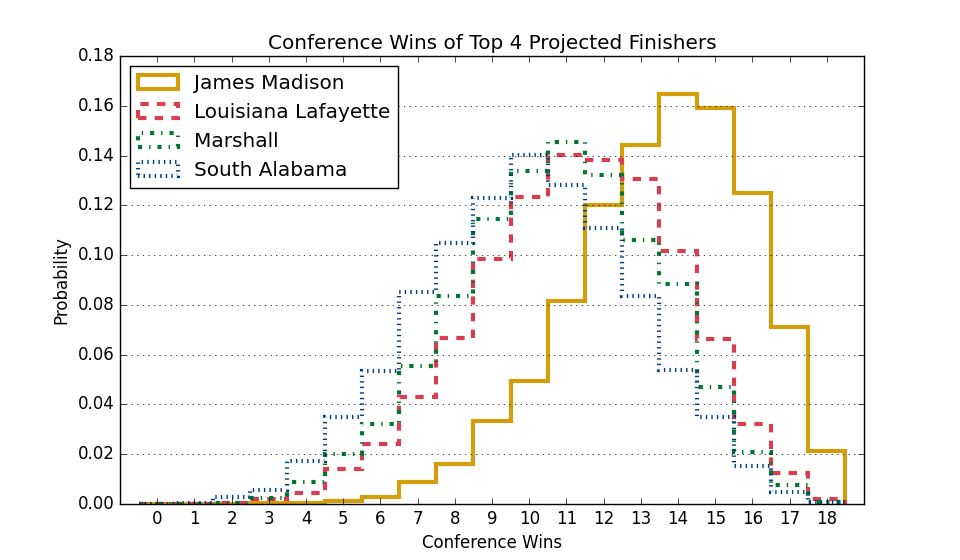 Conference Wins of Top 4 Projected Finishers
James Madison
Louisiana Lafayette
Marshall
South Alabama
0.18
0.16
0.14
0.12
0.10
0.08
0.06
0.04
0.02
0.00
Probability
0 1 2 3 4 5 6 7 8 9 10 11 12 13 14 15 16 17 18
Conference Wins